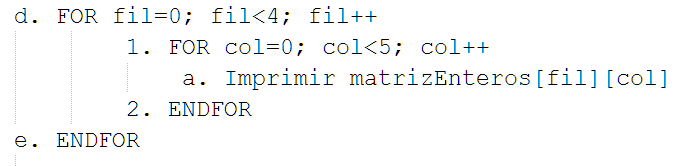 d. FOR fil=0; fil<4; fil++
1. FOR col=0; col<5; col++
a. Imprimir matrizEnteros[fil][col]
2. ENDFOR
e. ENDFOR